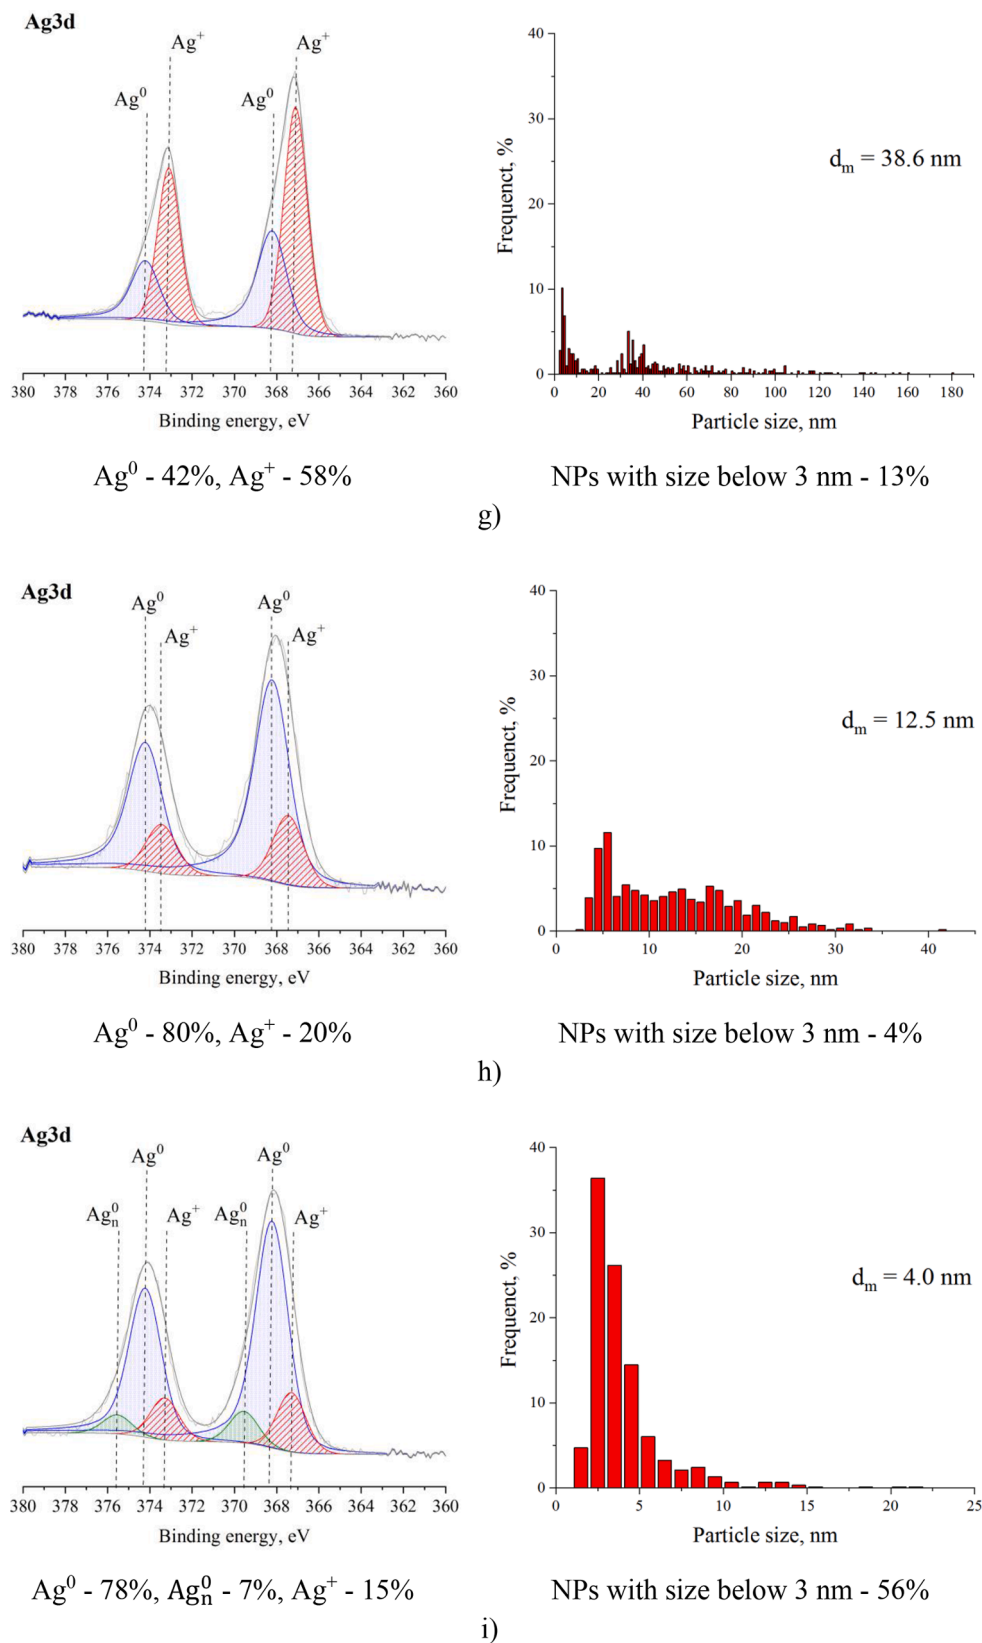 Ag3d
Ag⁺ Ag⁺
Ag⁰ Ag⁰
380 378 376 374 372 370 368 366 364 362 360
Binding energy, eV
40
30
20
10
0
Frequenct, %
dₘ = 38.6 nm
0 20 40 60 80 100 120 140 160 180
Particle size, nm
Ag⁰ - 42%, Ag⁺ - 58%
NPs with size below 3 nm - 13%
g)
Ag3d
Ag⁰ Ag⁰
Ag⁺ Ag⁺
380 378 376 374 372 370 368 366 364 362 360
Binding energy, eV
40
30
20
10
0
Frequenct, %
dₘ = 12.5 nm
0 10 20 30 40
Particle size, nm
Ag⁰ - 80%, Ag⁺ - 20%
NPs with size below 3 nm - 4%
h)
Ag3d
Ag⁰ Ag⁰
Agₙ⁰ Ag⁺ Agₙ⁰ Ag⁺
380 378 376 374 372 370 368 366 364 362 360
Binding energy, eV
40
30
20
10
0
Frequenct, %
dₘ = 4.0 nm
0 5 10 15 20 25
Particle size, nm
Ag⁰ - 78%, Agₙ⁰ - 7%, Ag⁺ - 15%
NPs with size below 3 nm - 56%
i)